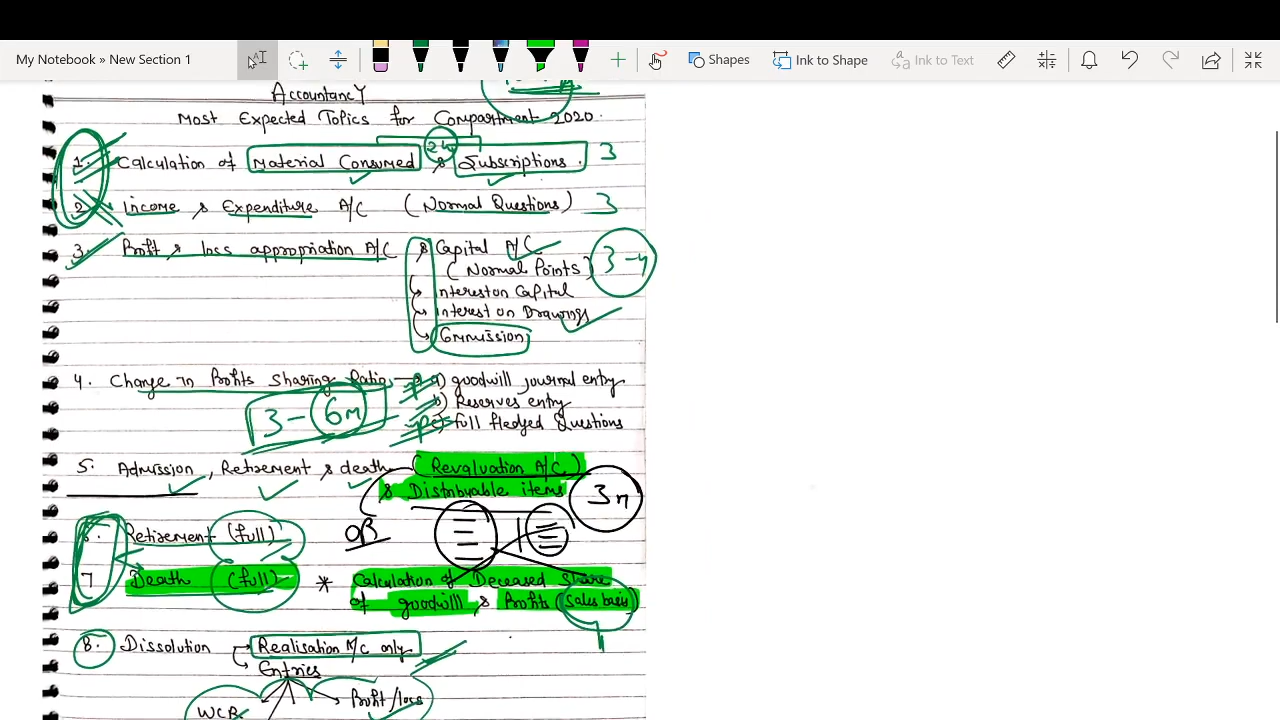 My Notebook » New Section 1
Shapes
Ink to Shape
Ink to Text
AccountancY
Most Expected Topics for Compartment 2020.
1. Calculation of Material Consumed & Subscriptions. 3
2. Income & Expenditure A/C (Normal Questions) 3
3. Profit & loss appropriation A/C & Capital A/C
(Normal Points) 3-4
Interest on Capital
Interest on Drawings
Commission
4. Change in Profits Sharing Ratio → a) goodwill journal entry
b) Reserves entry
c) full fledged Questions
3 - 6m
5. Admission, Retirement & death (Revaluation A/C)
& Distribyable items
3m
6. Retirement (full) OR
7 Death (full) * Calculation of Deceased share
of goodwill & Profits (sales basis)
8. Dissolution Realisation A/C only
Entries
WCR Profit/loss